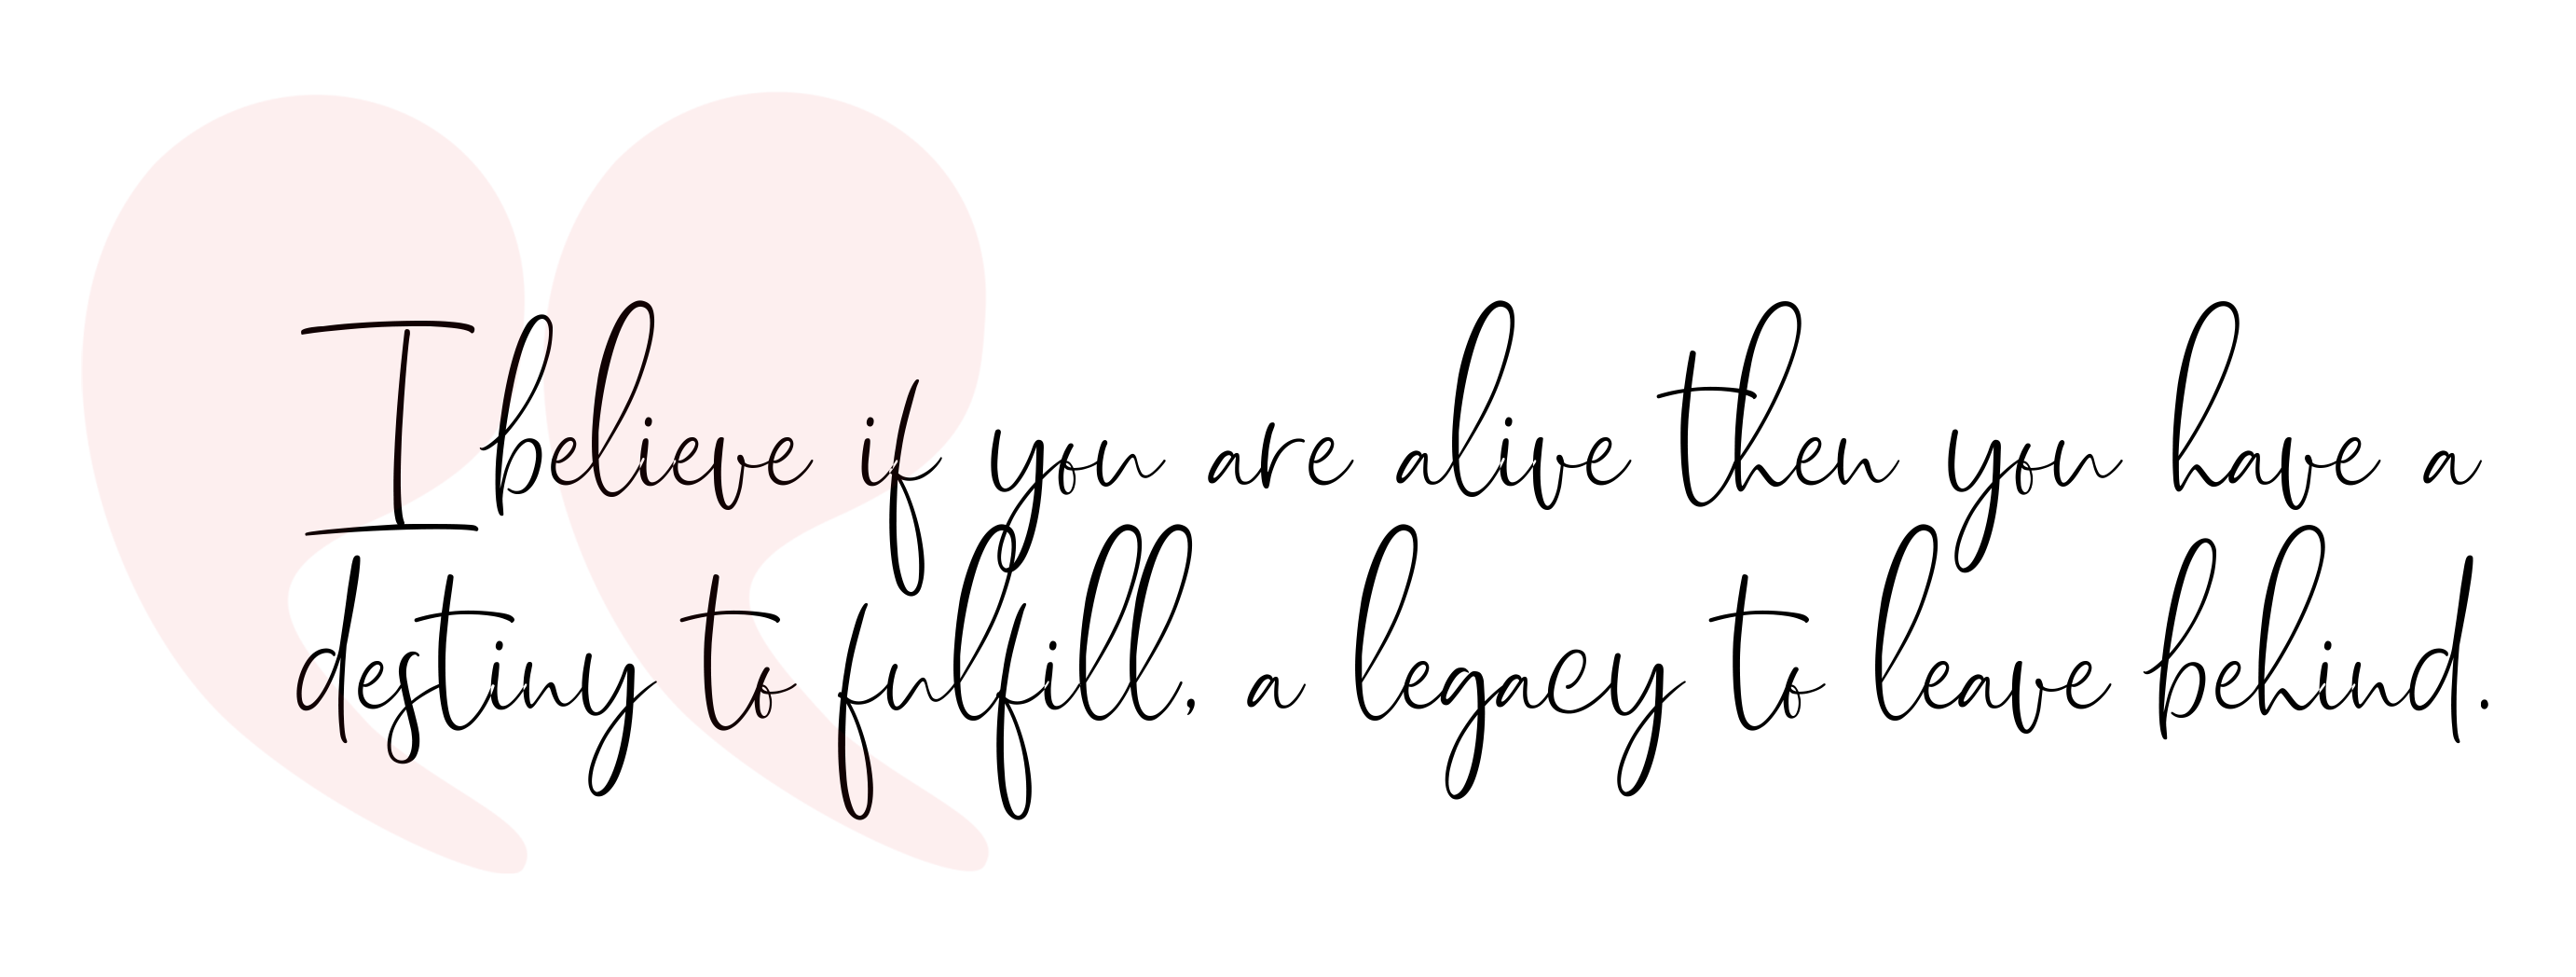 I believe if you are alive then you have a
destiny to fulfill, a legacy to leave behind.